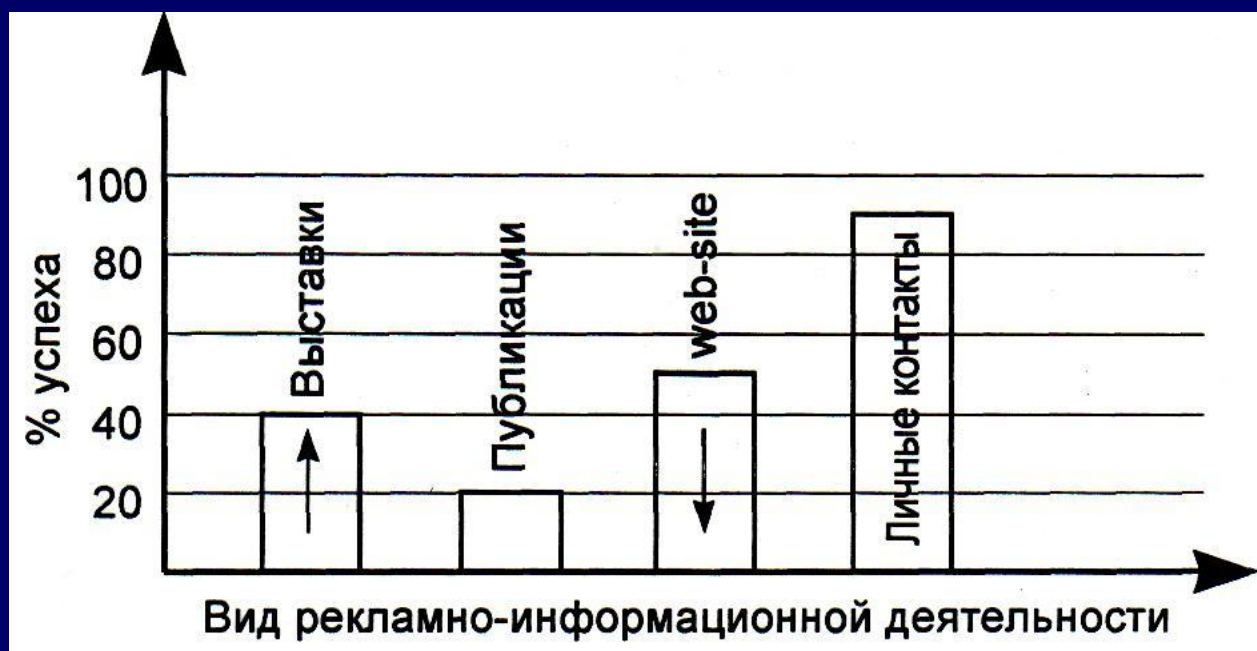 % успеха
100
80
60
40
20
Выставки
Публикации
web-site
Личные контакты
Вид рекламно-информационной деятельности